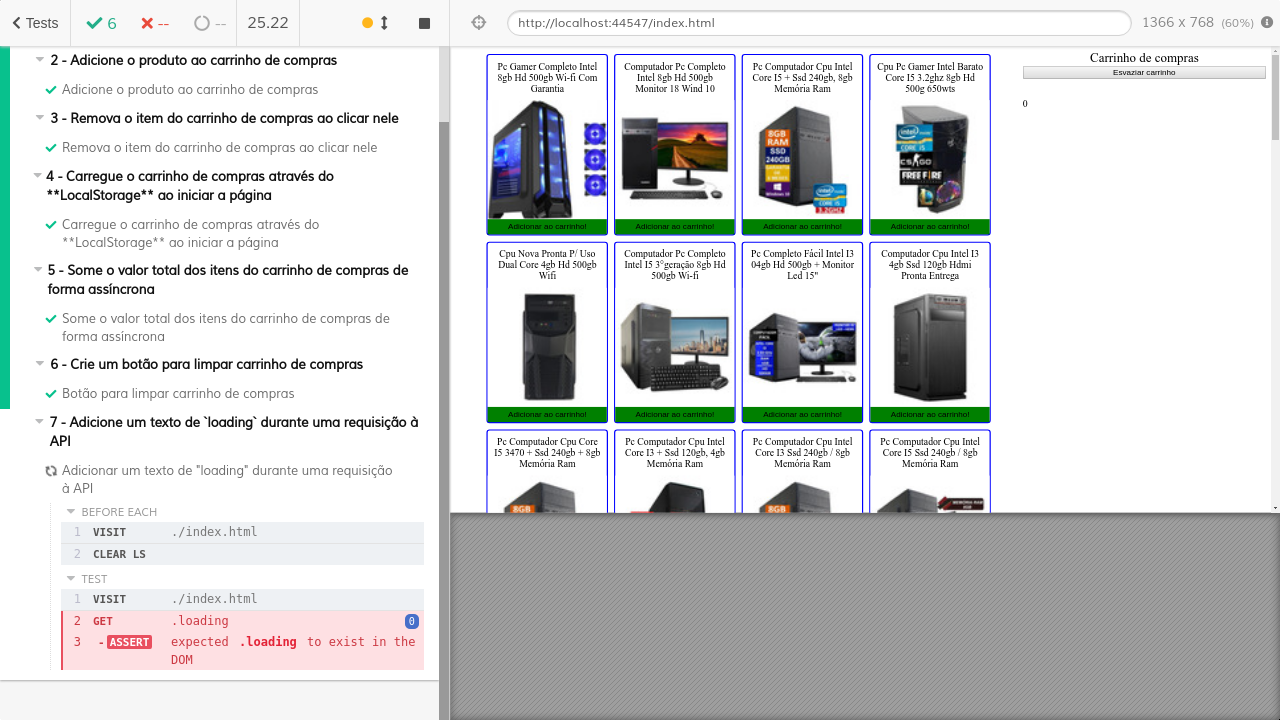 Tests
6
--
--
25.22
http://localhost:44547/index.html
1366 x 768 (60%)
2 - Adicione o produto ao carrinho de compras
Adicione o produto ao carrinho de compras
3 - Remova o item do carrinho de compras ao clicar nele
Remova o item do carrinho de compras ao clicar nele
4 - Carregue o carrinho de compras através do
**LocalStorage** ao iniciar a página
Carregue o carrinho de compras através do
**LocalStorage** ao iniciar a página
5 - Some o valor total dos itens do carrinho de compras de
forma assíncrona
Some o valor total dos itens do carrinho de compras de
forma assíncrona
6 - Crie um botão para limpar carrinho de compras
Botão para limpar carrinho de compras
7 - Adicione um texto de `loading` durante uma requisição à
API
Adicionar um texto de "loading" durante uma requisição
à API
BEFORE EACH
1 VISIT ./index.html
2 CLEAR LS
TEST
1 VISIT ./index.html
2 GET .loading 0
3 -ASSERT expected .loading to exist in the
DOM
Pc Gamer Completo Intel
8gb Hd 500gb Wi-fi Com
Garantia
Adicionar ao carrinho!
Computador Pc Completo
Intel 8gb Hd 500gb
Monitor 18 Wind 10
Adicionar ao carrinho!
Pc Computador Cpu Intel
Core I5 + Ssd 240gb, 8gb
Memória Ram
8GB
RAM
SSD
240GB
Adicionar ao carrinho!
Cpu Pc Gamer Intel Barato
Core I5 3.2ghz 8gb Hd
500g 650wts
intel
CORE i5
CS:GO
FREE FIRE
Adicionar ao carrinho!
Cpu Nova Pronta P/ Uso
Dual Core 4gb Hd 500gb
Wifi
Adicionar ao carrinho!
Computador Pc Completo
Intel I5 3°geração 8gb Hd
500gb Wi-fi
Adicionar ao carrinho!
Pc Completo Fácil Intel I3
04gb Hd 500gb + Monitor
Led 15"
Adicionar ao carrinho!
Computador Cpu Intel I3
4gb Ssd 120gb Hdmi
Pronta Entrega
Adicionar ao carrinho!
Pc Computador Cpu Core
I5 3470 + Ssd 240gb + 8gb
Memória Ram
8GB
Pc Computador Cpu Intel
Core I3 + Ssd 120gb, 4gb
Memória Ram
Pc Computador Cpu Intel
Core I3 Ssd 240gb / 8gb
Memória Ram
8GB
Pc Computador Cpu Intel
Core I5 Ssd 240gb / 8gb
Memória Ram
Carrinho de compras
Esvaziar carrinho
0